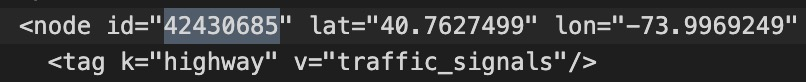 <node id="42430685" lat="40.7627499" lon="-73.9969249"
<tag k="highway" v="traffic_signals"/>